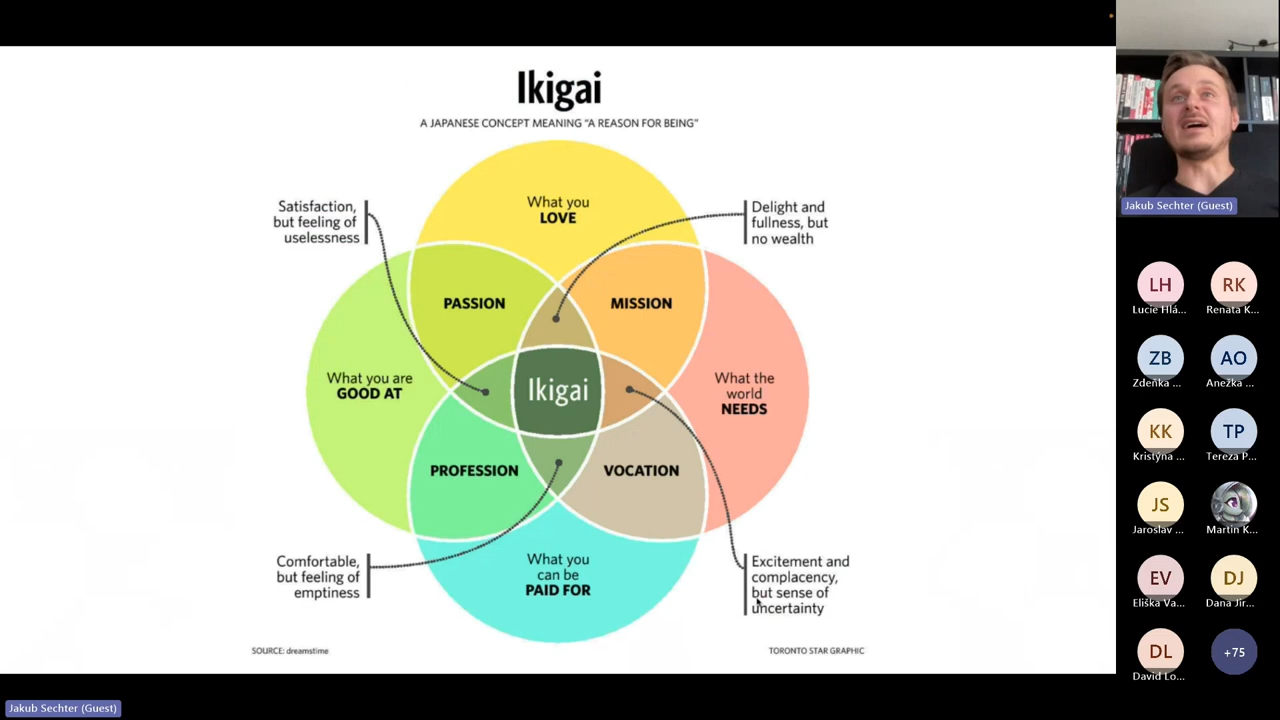 Ikigai
A JAPANESE CONCEPT MEANING "A REASON FOR BEING"
What you
LOVE
Satisfaction,
but feeling of
uselessness
Delight and
fullness, but
no wealth
PASSION
MISSION
What you are
GOOD AT
Ikigai
What the
world
NEEDS
PROFESSION
VOCATION
Comfortable,
but feeling of
emptiness
What you
can be
PAID FOR
Excitement and
complacency,
but sense of
uncertainty
SOURCE: dreamstime
TORONTO STAR GRAPHIC
Jakub Sechter (Guest)
Jakub Sechter (Guest)
LH
RK
Lucie Hlá...
Renata K...
ZB
AO
Zdeňka ...
Anežka ...
KK
TP
Kristýna ...
Tereza P...
JS
Jaroslav ...
Martin K...
EV
DJ
Eliška Va...
Dana Jir...
DL
+75
David Lo...